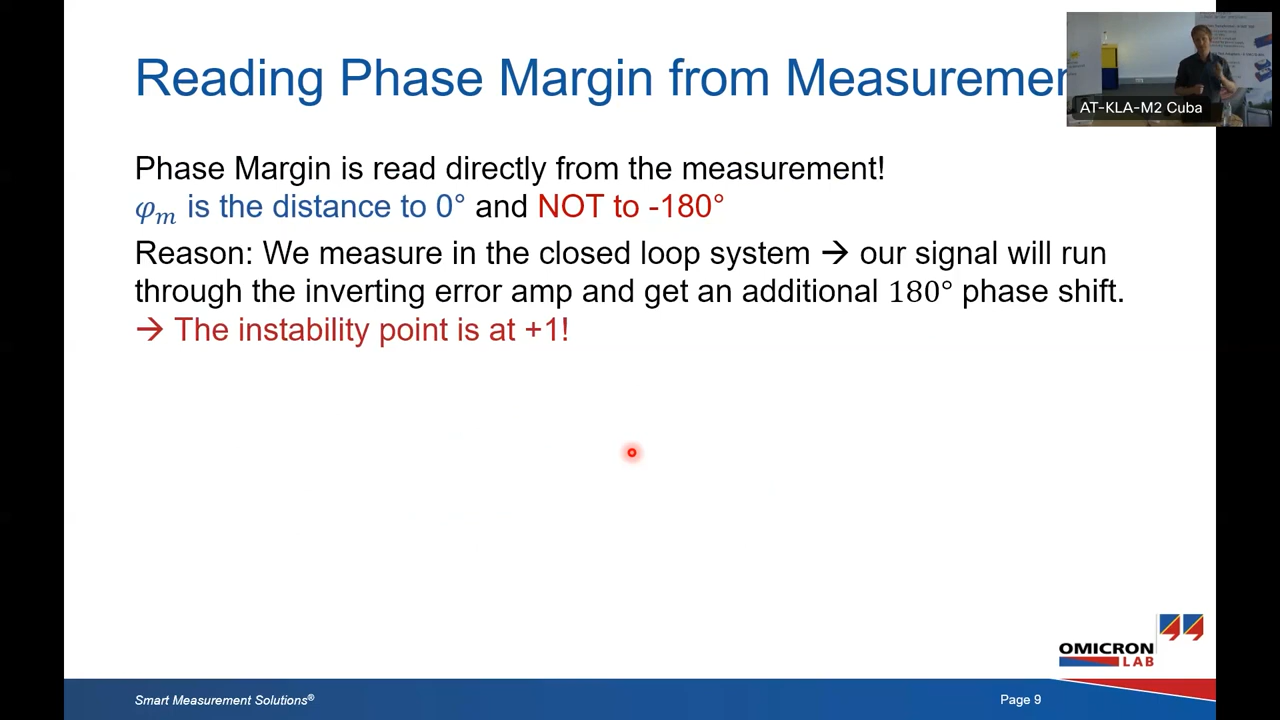 Reading Phase Margin from Measuremen
AT-KLA-M2 Cuba
Phase Margin is read directly from the measurement!
φm is the distance to 0° and NOT to -180°
Reason: We measure in the closed loop system → our signal will run
through the inverting error amp and get an additional 180° phase shift.
→ The instability point is at +1!
OMICRON
LAB
Smart Measurement Solutions®
Page 9